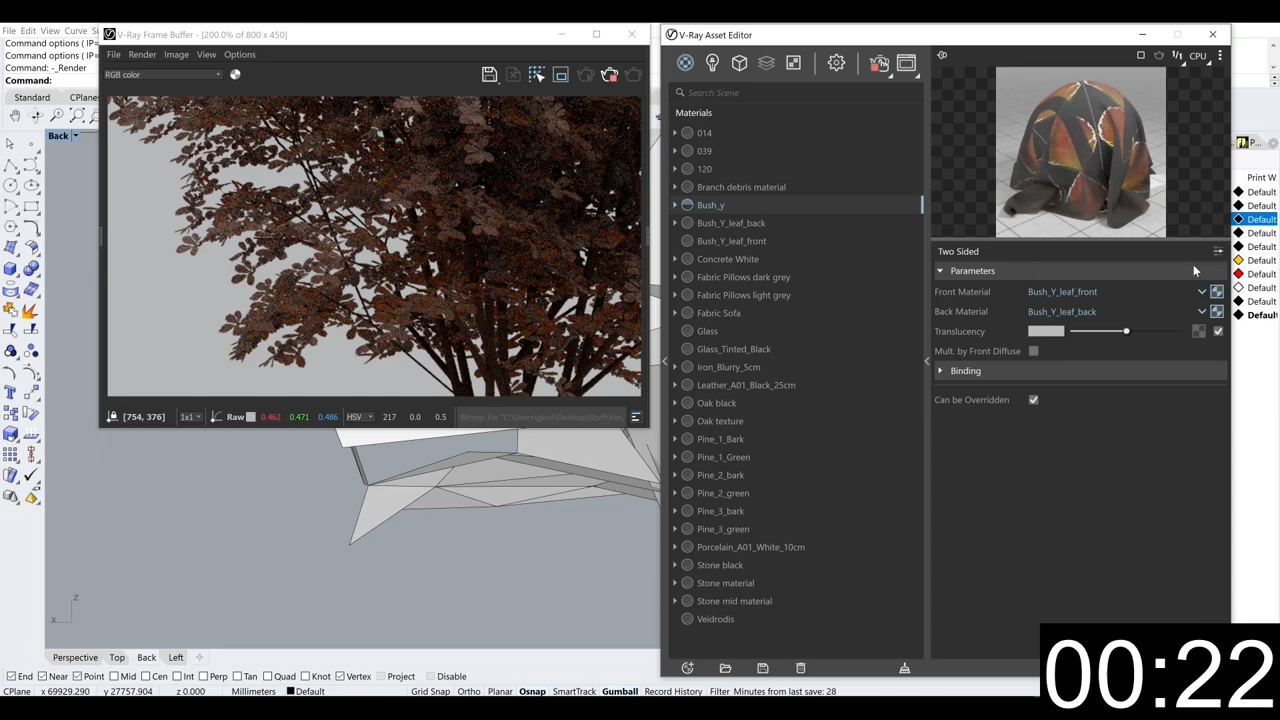 File Edit View Curve Su
Command options ( IP=
Command options ( IP=
Command: -_Render
Command:
Standard CPlanes
Back
V-Ray Frame Buffer - [200.0% of 800 x 450]
File Render Image View Options
RGB color
[754, 376] 1x1 Raw 0.462 0.471 0.486 HSV 217 0.0 0.5
V-Ray Asset Editor
1/1 CPU
Search Scene
Materials
014
039
120
Branch debris material
Bush_y
Bush_Y_leaf_back
Bush_Y_leaf_front
Concrete White
Fabric Pillows dark grey
Fabric Pillows light grey
Fabric Sofa
Glass
Glass_Tinted_Black
Iron_Blurry_5cm
Leather_A01_Black_25cm
Oak black
Oak texture
Pine_1_Bark
Pine_1_Green
Pine_2_bark
Pine_2_green
Pine_3_bark
Pine_3_green
Porcelain_A01_White_10cm
Stone black
Stone material
Stone mid material
Veidrodis
Two Sided
Parameters
Front Material Bush_Y_leaf_front
Back Material Bush_Y_leaf_back
Translucency
Mult. by Front Diffuse
Binding
Can be Overridden
P...
Print W
Default
Default
Default
Default
Default
Default
Default
Default
Default
Default
z
x
Perspective Top Back Left
End Near Point Mid Cen Int Perp Tan Quad Knot Vertex Project Disable
CPlane x 69929.290 y 27757.904 z 0.000 Millimeters Default Grid Snap Ortho Planar Osnap SmartTrack Gumball Record History Filter Minutes from last save: 28
00:22